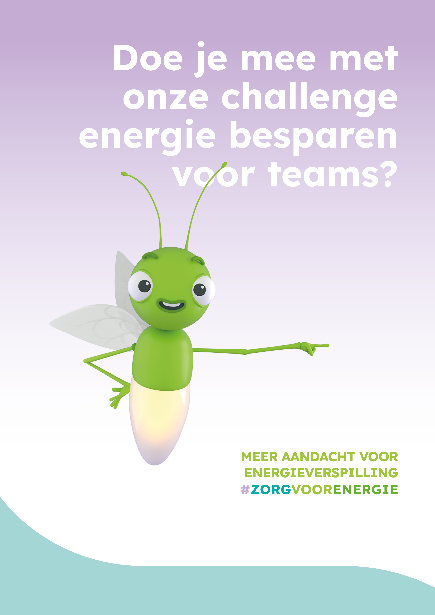 Doe je mee met
onze challenge
energie besparen
voor teams?
MEER AANDACHT VOOR
ENERGIEVERSPILLING
#ZORGVOORENERGIE